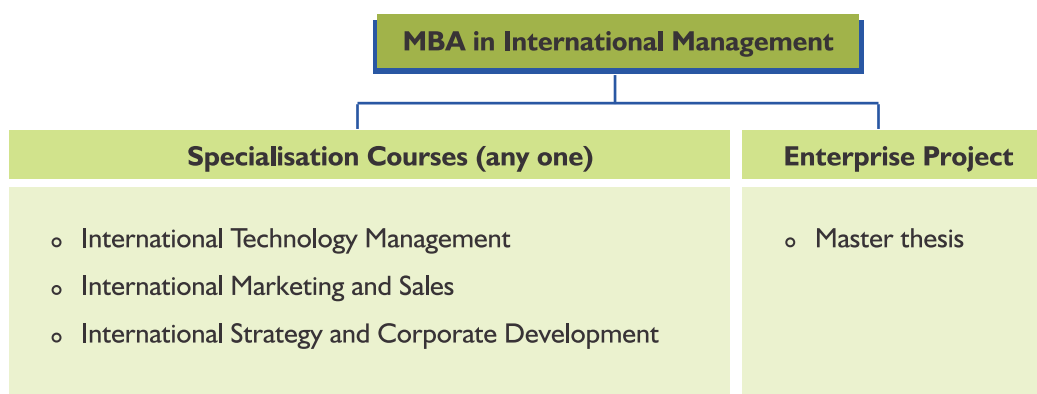 MBA in International Management
Specialisation Courses (any one)
Enterprise Project
International Technology Management
International Marketing and Sales
International Strategy and Corporate Development
Master thesis